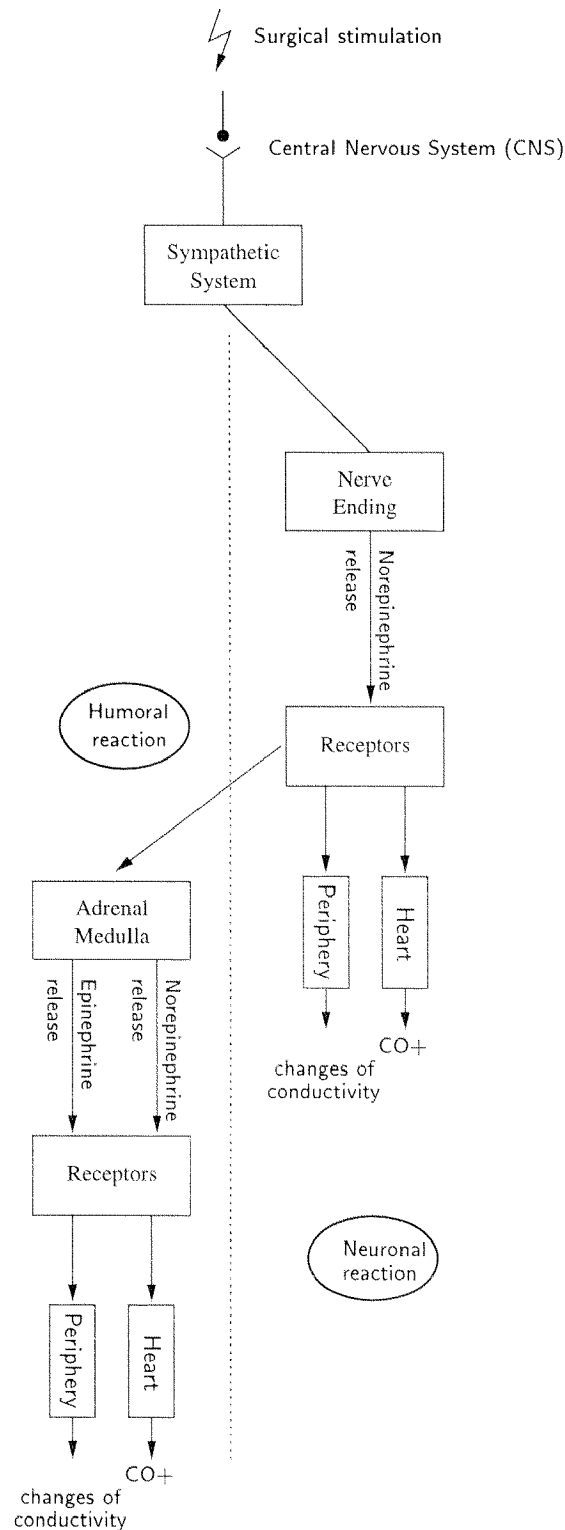 Surgical stimulation
Central Nervous System (CNS)
Sympathetic
System
Nerve
Ending
Norepinephrine
release
Humoral
reaction
Receptors
Adrenal
Medulla
Periphery
Heart
Epinephrine
release
Norepinephrine
release
CO+
changes of
conductivity
Receptors
Neuronal
reaction
Periphery
Heart
CO+
changes of
conductivity